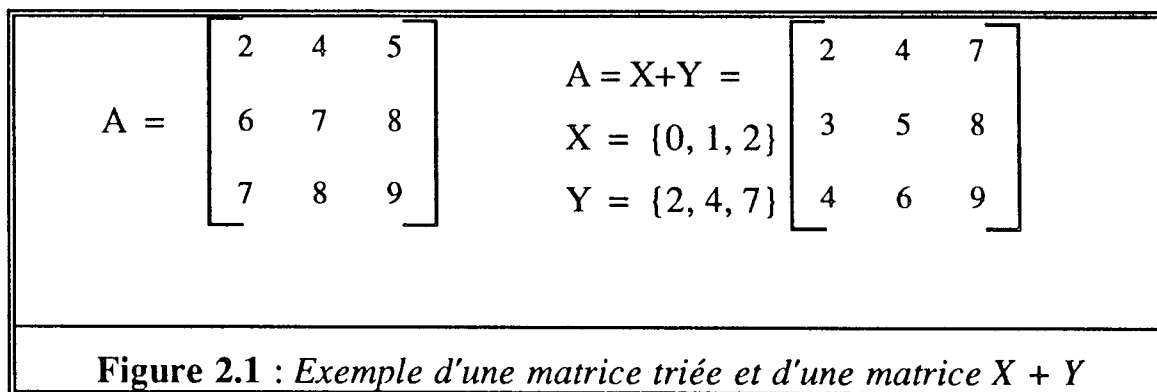 A = 2 4 5
6 7 8
7 8 9
A = X+Y =
X = {0, 1, 2}
Y = {2, 4, 7}
2 4 7
3 5 8
4 6 9
Figure 2.1 : Exemple d'une matrice triée et d'une matrice X + Y